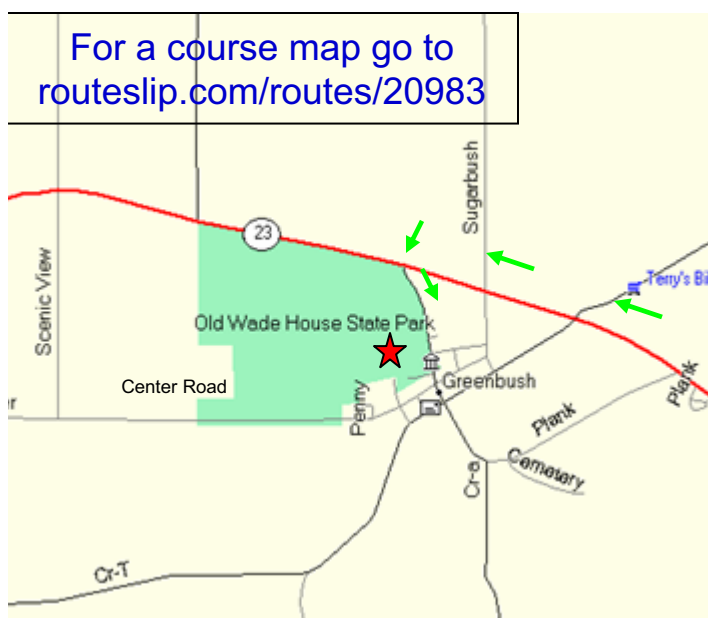 For a course map go to
routeslip.com/routes/20983
Sugarbush
23
Scenic View
Terry's Bi
Old Wade House State Park
Center Road
Greenbush
Penny
Plank
Plank
Cemetery
Cr-a
Cr-T